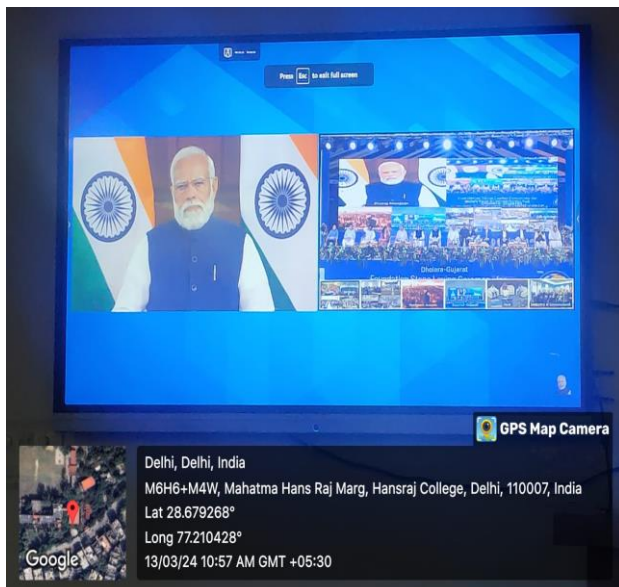 Press Esc to exit full screen
Dholera-Gujarat
GPS Map Camera
Delhi, Delhi, India
M6H6+M4W, Mahatma Hans Raj Marg, Hansraj College, Delhi, 110007, India
Lat 28.679268°
Long 77.210428°
13/03/24 10:57 AM GMT +05:30
Google